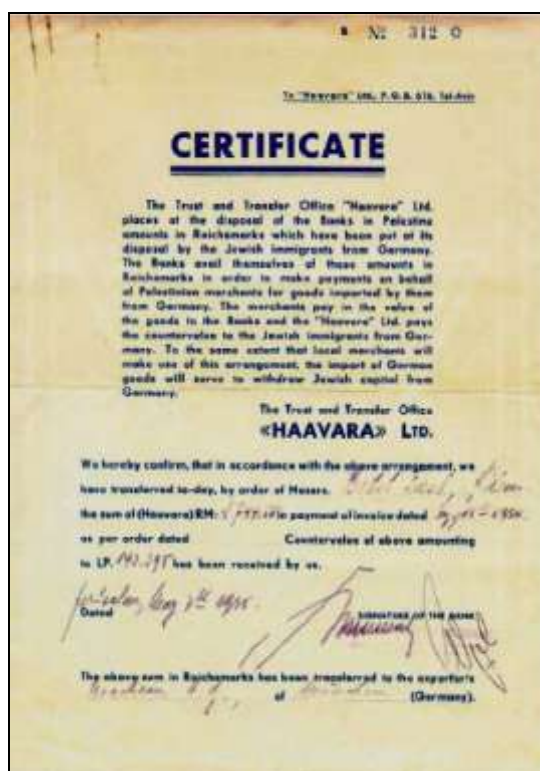 № 312 0
To "Haavara" Ltd., P.O.B. 616, Tel-Aviv
CERTIFICATE
The Trust and Transfer Office "Haavara" Ltd.
places at the disposal of the Banks in Palestine
amounts in Reichsmarks which have been put at its
disposal by the Jewish immigrants from Germany.
The Banks avail themselves of these amounts in
Reichsmarks in order to make payments on behalf
of Palestinian merchants for goods imported by them
from Germany. The merchants pay in the value of
the goods to the Banks and the "Haavara" Ltd. pays
the countervalue to the Jewish immigrants from Ger-
many. To the same extent that local merchants will
make use of this arrangement, the import of German
goods will serve to withdraw Jewish capital from
Germany.
The Trust and Transfer Office
«HAAVARA» LTD.
We hereby confirm, that in accordance with the above arrangement, we
have transferred to-day, by order of Messrs.
the sum of (Haavara) RM: in payment of invoice dated
as per order dated Countervalue of above amounting
to LP. has been received by us.
Dated
SIGNATURE OF THE BANK
The above sum in Reichsmarks has been transferred to the exporter's
of (Germany).